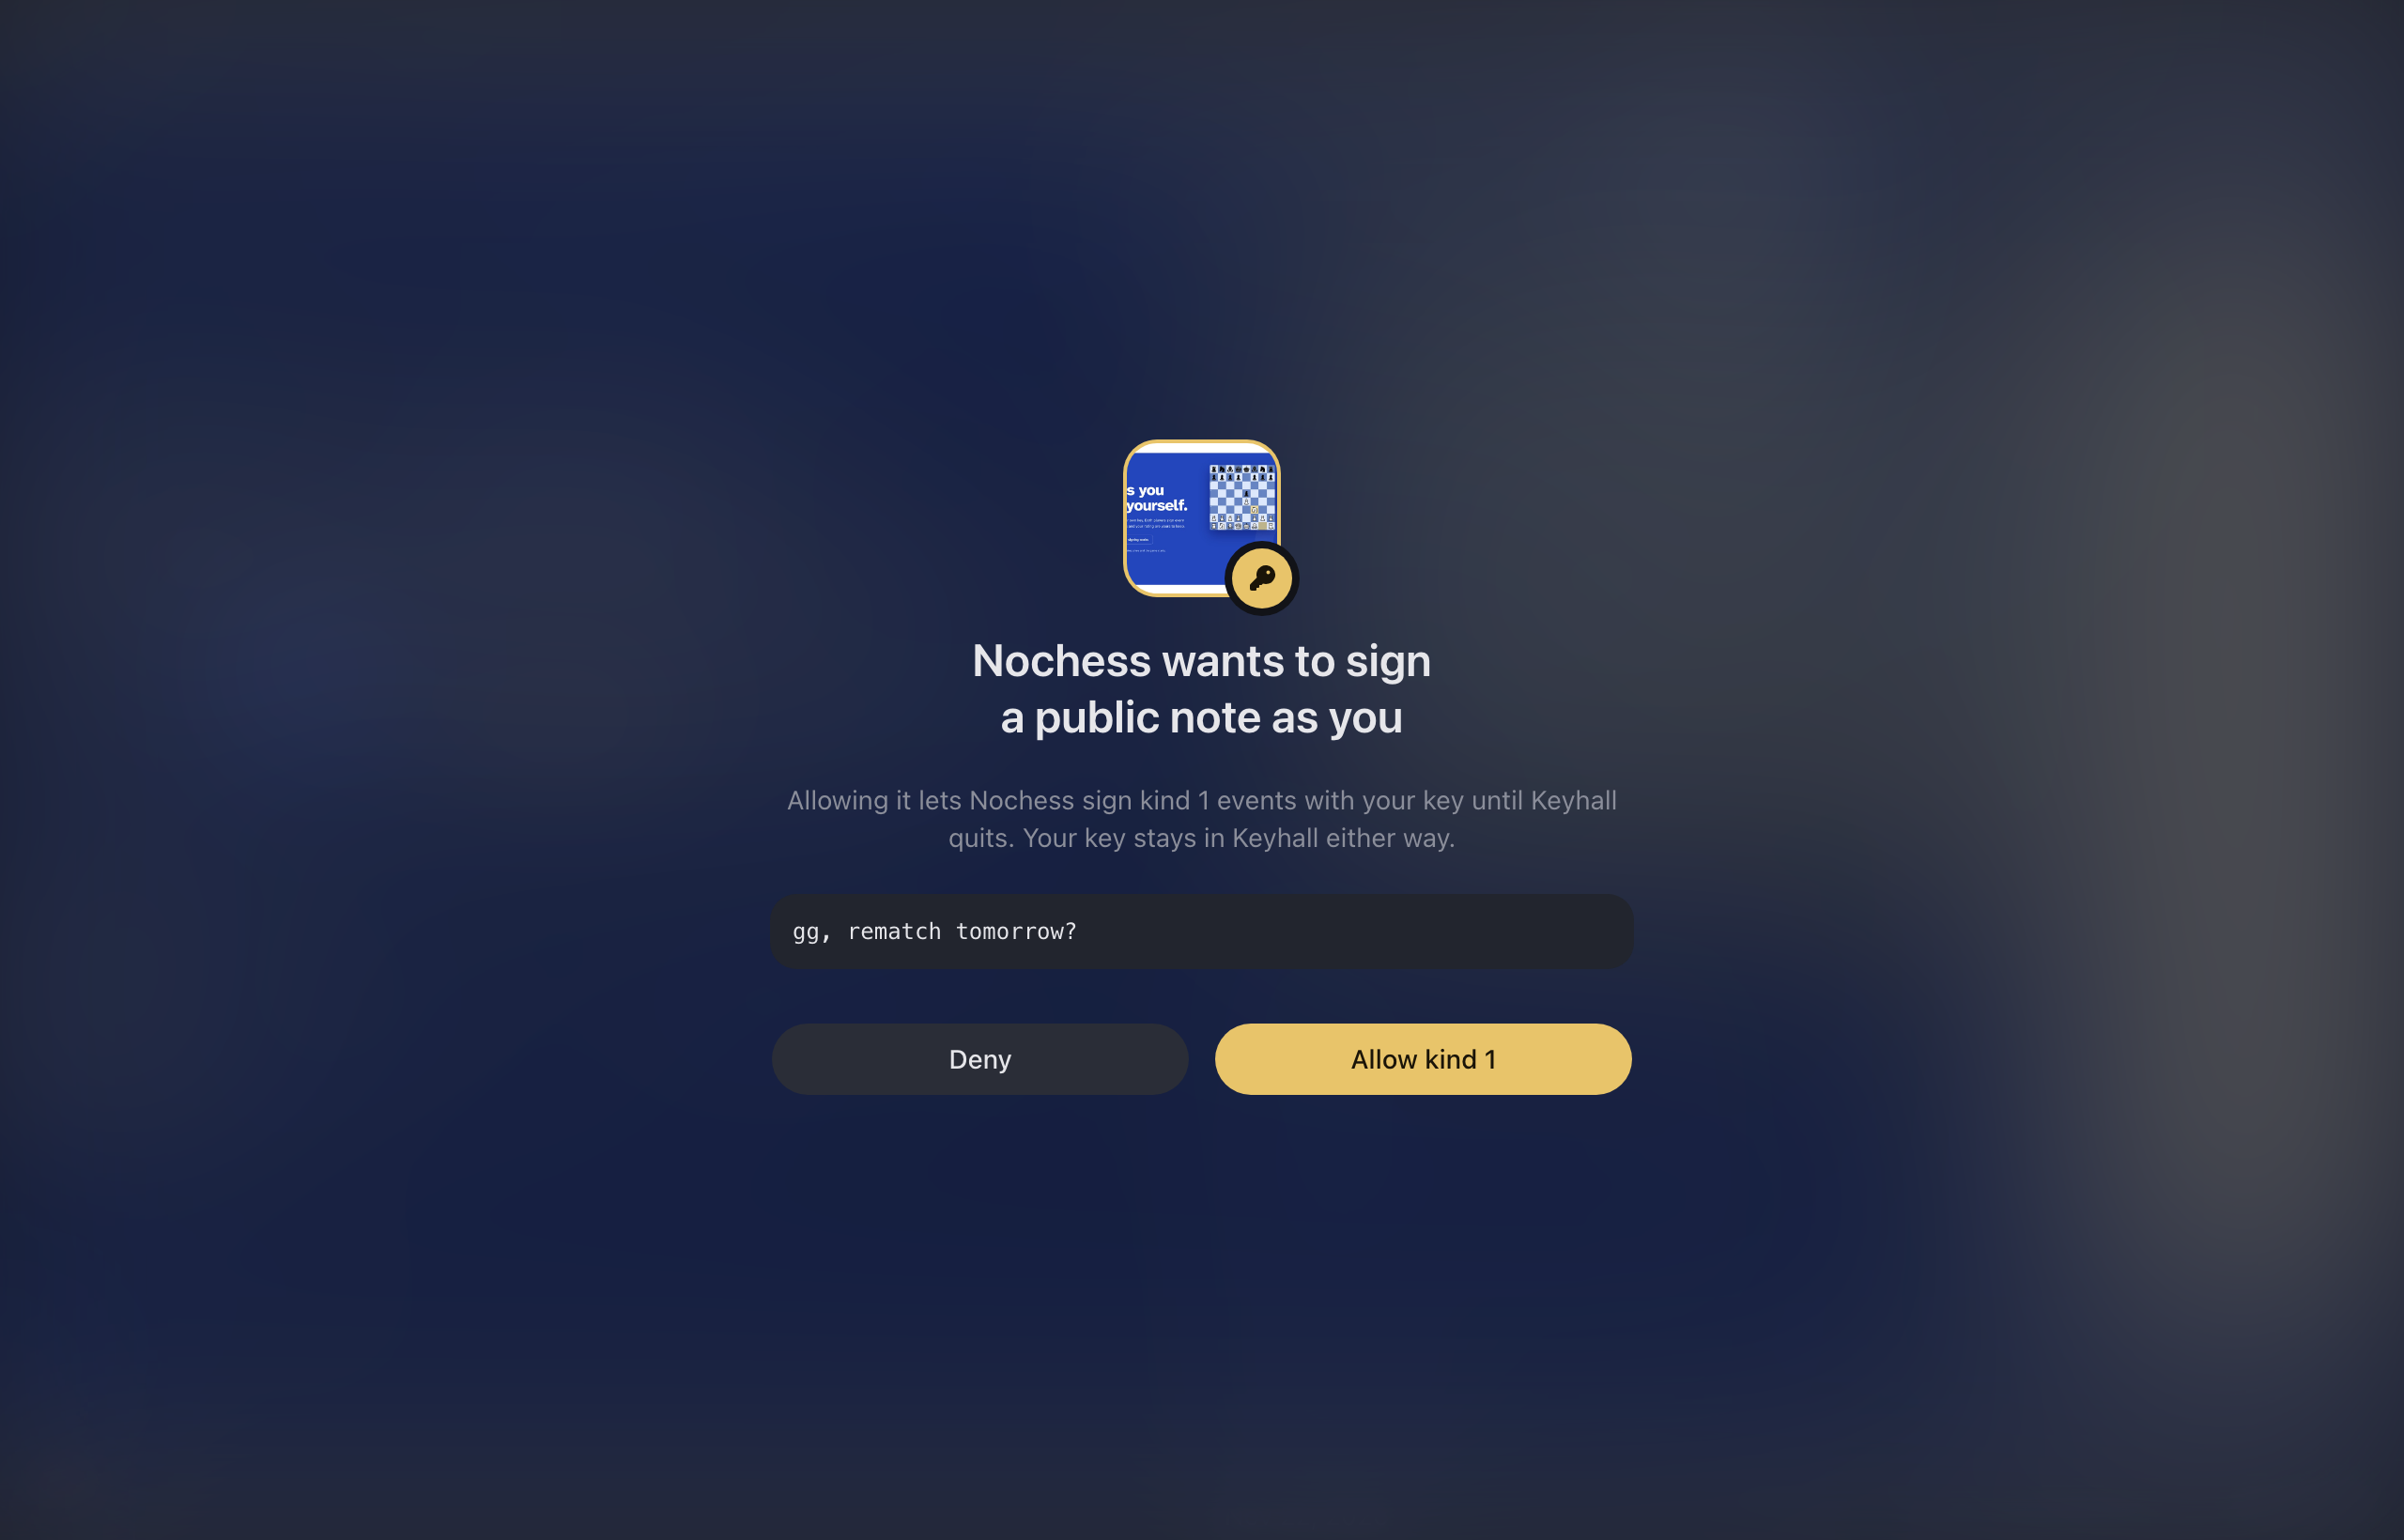 s you
yourself.
Nochess wants to sign
a public note as you
Allowing it lets Nochess sign kind 1 events with your key until Keyhall
quits. Your key stays in Keyhall either way.
gg, rematch tomorrow?
Deny
Allow kind 1